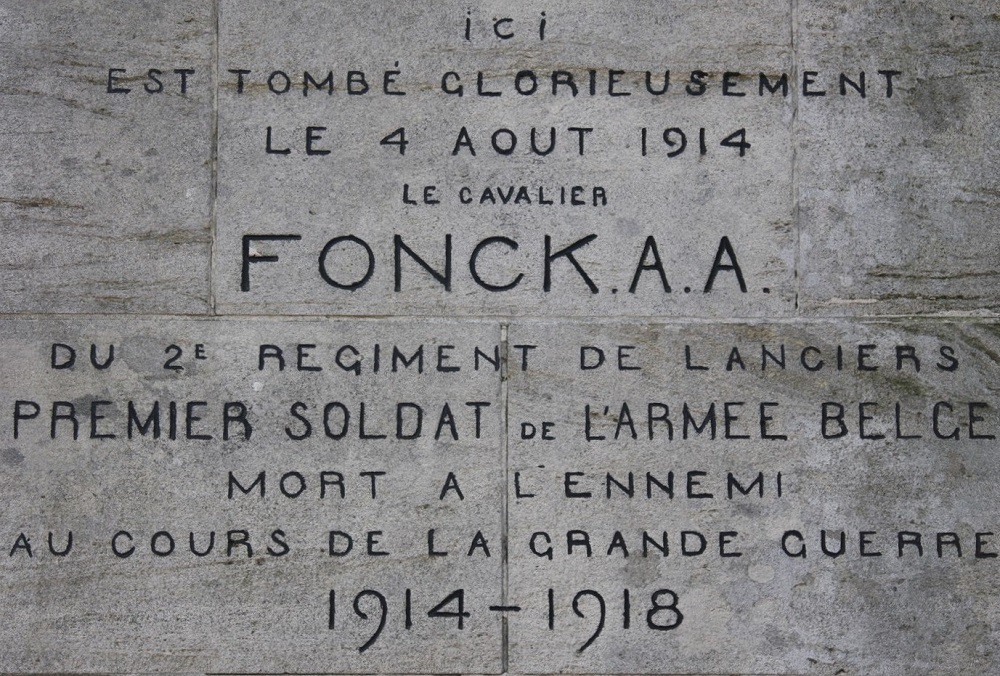 ici
EST TOMBÉ GLORIEUSEMENT
LE 4 AOUT 1914
LE CAVALIER
FONCK.A.A.
DU 2E REGIMENT DE LANCIERS
PREMIER SOLDAT DE L'ARMEE BELGE
MORT A L'ENNEMI
AU COURS DE LA GRANDE GUERRE
1914-1918